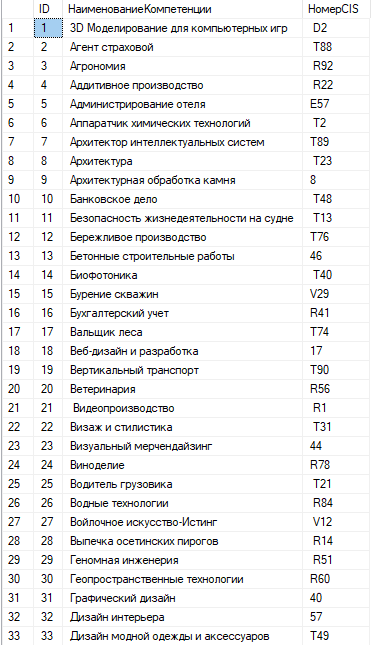 ID НаименованиеКомпетенции НомерCIS
1 1 3D Моделирование для компьютерных игр D2
2 2 Агент страховой T88
3 3 Агрономия R92
4 4 Аддитивное производство R22
5 5 Администрирование отеля E57
6 6 Аппаратчик химических технологий T2
7 7 Архитектор интеллектуальных систем T89
8 8 Архитектура T23
9 9 Архитектурная обработка камня 8
10 10 Банковское дело T48
11 11 Безопасность жизнедеятельности на судне T13
12 12 Бережливое производство T76
13 13 Бетонные строительные работы 46
14 14 Биофотоника T40
15 15 Бурение скважин V29
16 16 Бухгалтерский учет R41
17 17 Вальщик леса T74
18 18 Веб-дизайн и разработка 17
19 19 Вертикальный транспорт T90
20 20 Ветеринария R56
21 21 Видеопроизводство R1
22 22 Визаж и стилистика T31
23 23 Визуальный мерчендайзинг 44
24 24 Виноделие R78
25 25 Водитель грузовика T21
26 26 Водные технологии R84
27 27 Войлочное искусство-Истинг V12
28 28 Выпечка осетинских пирогов R14
29 29 Геномная инженерия R51
30 30 Геопространственные технологии R60
31 31 Графический дизайн 40
32 32 Дизайн интерьера 57
33 33 Дизайн модной одежды и аксессуаров T49